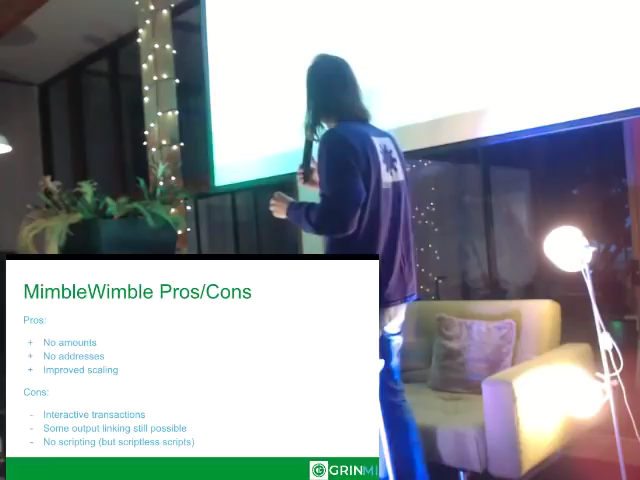 MimbleWimble Pros/Cons
Pros:
+ No amounts
+ No addresses
+ Improved scaling
Cons:
- Interactive transactions
- Some output linking still possible
- No scripting (but scriptless scripts)
GRINMI